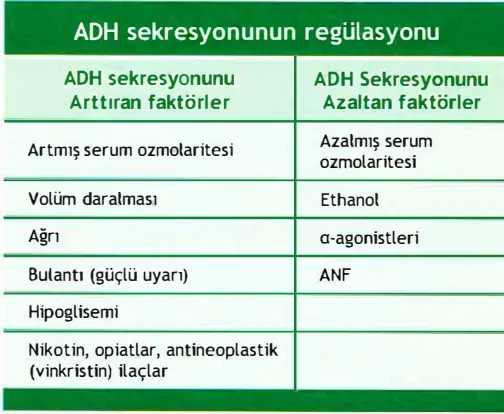 ADH sekresyonunun regülasyonu
ADH sekresyonunu
Arttıran faktörler
ADH Sekresyonunu
Azaltan faktörler
Artmış serum ozmolaritesi
Azalmış serum
ozmolaritesi
Volüm daralması
Ethanol
Ağrı
α-agonistleri
Bulantı (güçlü uyarı)
ANF
Hipoglisemi
Nikotin, opiatlar, antineoplastik
(vinkristin) ilaçlar